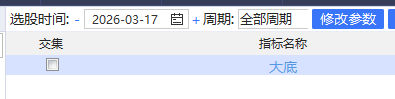 选股时间: - 2026-03-17 + 周期: 全部周期 修改参数
交集 指标名称
大底